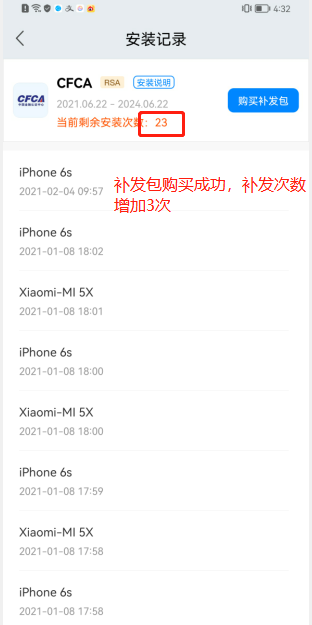 4:32
安装记录
CFCA RSA 安装说明
CFCA
2021.06.22 - 2024.06.22
购买补发包
当前剩余安装次数：23
iPhone 6s
2021-02-04 09:57
补发包购买成功，补发次数
增加3次
iPhone 6s
2021-01-08 18:02
Xiaomi-MI 5X
2021-01-08 18:01
iPhone 6s
2021-01-08 18:00
Xiaomi-MI 5X
2021-01-08 18:00
iPhone 6s
2021-01-08 17:59
Xiaomi-MI 5X
2021-01-08 17:58
iPhone 6s
2021-01-08 17:58